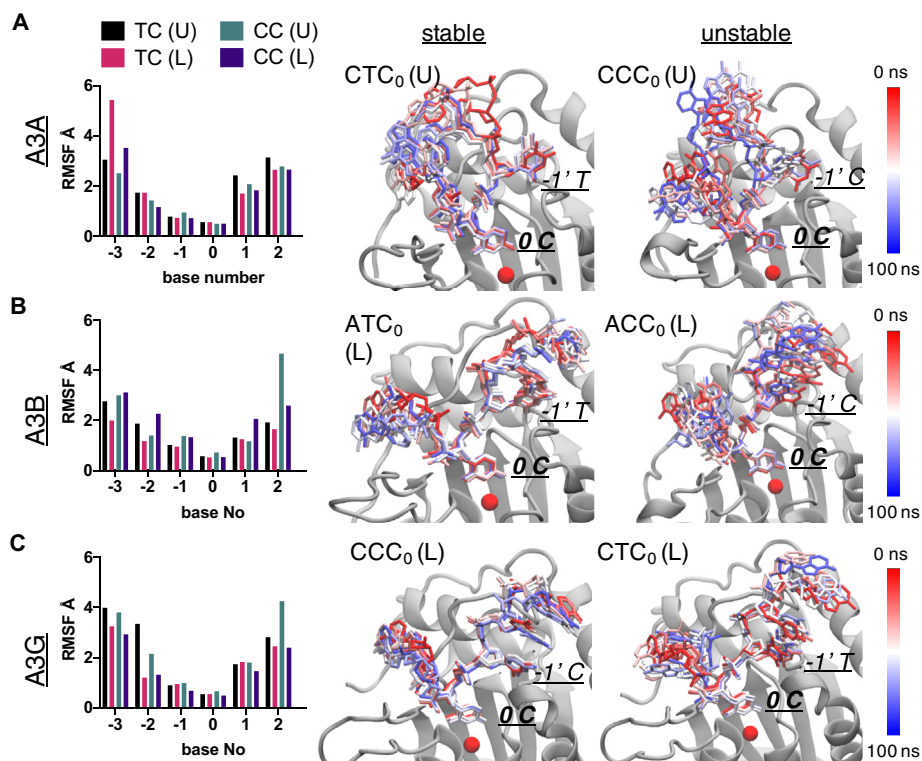 A
TC (U) CC (U)
TC (L) CC (L)
stable
unstable
A3A
RMSF Å
6
4
2
0
-3 -2 -1 0 1 2
base number
CTC0 (U)
-1' T
0 C
CCC0 (U)
-1' C
0 C
0 ns
100 ns
B
A3B
RMSF Å
6
4
2
0
-3 -2 -1 0 1 2
base No
ATC0
(L)
-1' T
0 C
ACC0 (L)
-1' C
0 C
0 ns
100 ns
C
A3G
RMSF Å
6
4
2
0
-3 -2 -1 0 1 2
base No
CCC0 (L)
-1' C
0 C
CTC0 (L)
-1' T
0 C
0 ns
100 ns